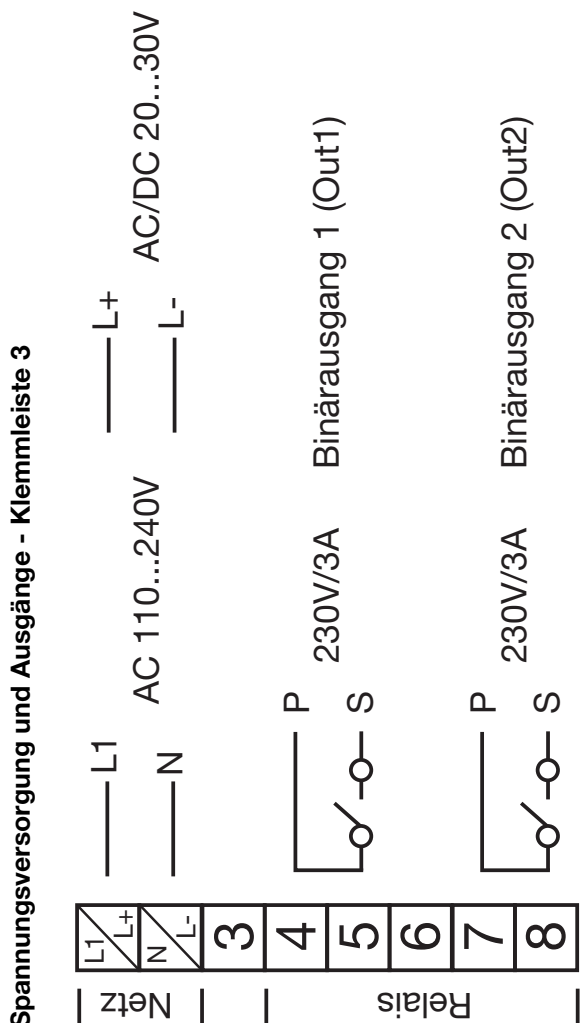 Spannungsversorgung und Ausgänge - Klemmleiste 3
Netz
L1 L+
N L-
L1
N
AC 110...240V
L+
L-
AC/DC 20...30V
3
Relais
4
5
6
7
8
P
S
230V/3A
Binärausgang 1 (Out1)
P
S
230V/3A
Binärausgang 2 (Out2)